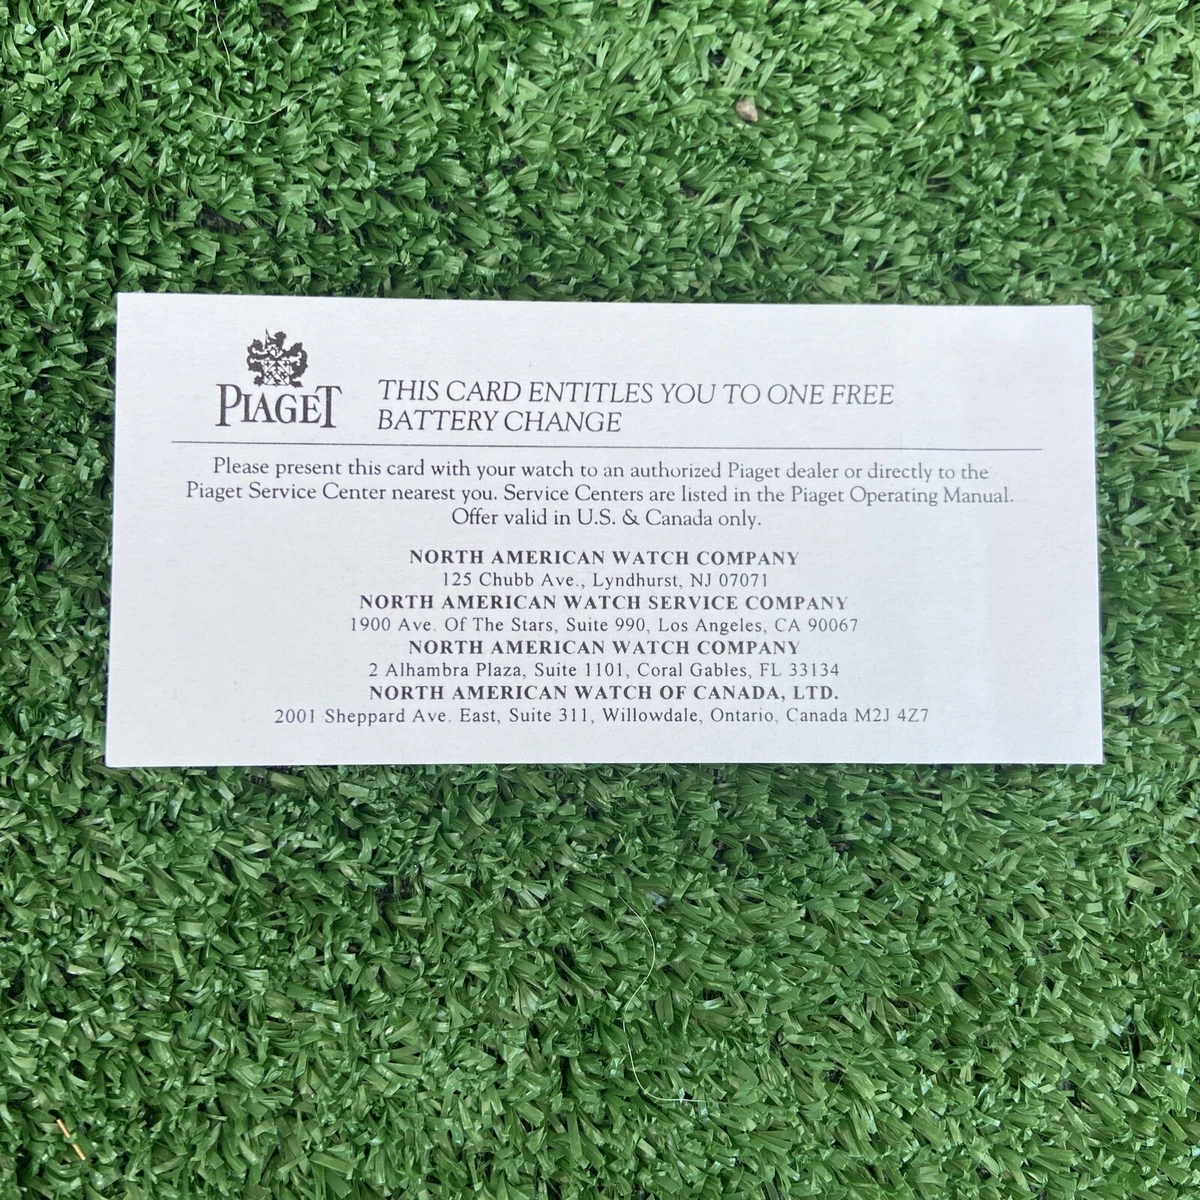 PIAGET
THIS CARD ENTITLES YOU TO ONE FREE
BATTERY CHANGE
Please present this card with your watch to an authorized Piaget dealer or directly to the
Piaget Service Center nearest you. Service Centers are listed in the Piaget Operating Manual.
Offer valid in U.S. & Canada only.
NORTH AMERICAN WATCH COMPANY
125 Chubb Ave., Lyndhurst, NJ 07071
NORTH AMERICAN WATCH SERVICE COMPANY
1900 Ave. Of The Stars, Suite 990, Los Angeles, CA 90067
NORTH AMERICAN WATCH COMPANY
2 Alhambra Plaza, Suite 1101, Coral Gables, FL 33134
NORTH AMERICAN WATCH OF CANADA, LTD.
2001 Sheppard Ave. East, Suite 311, Willowdale, Ontario, Canada M2J 4Z7